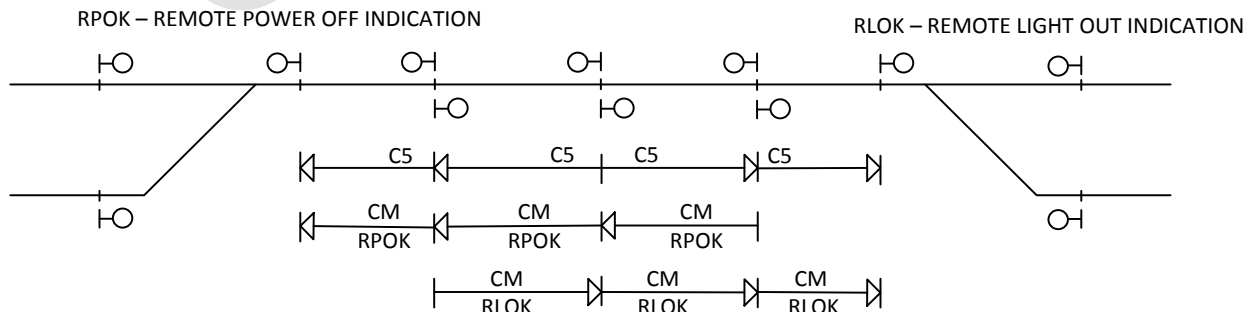 RPOK – REMOTE POWER OFF INDICATION
RLOK – REMOTE LIGHT OUT INDICATION
C5 C5 C5 C5
CM CM CM
RPOK RPOK RPOK
CM CM CM
RLOK RLOK RLOK